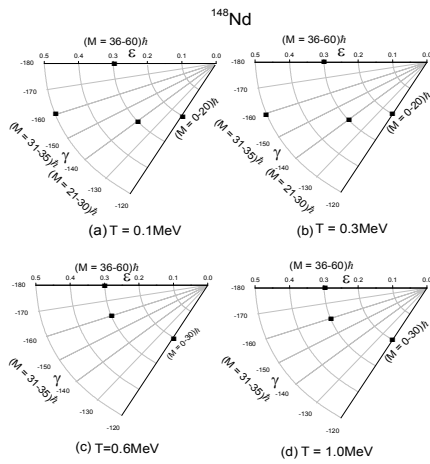 ¹⁴⁸Nd
(M = 36-60)ℏ
0.5 0.4 0.3 ε 0.2 0.1 0.0
-180
-170
-160
-150
-140
-130
-120
γ
(M = 31-35)ℏ
(M = 21-30)ℏ
(M = 0-20)ℏ
(a) T = 0.1MeV
(M = 36-60)ℏ
0.5 0.4 0.3 ε 0.2 0.1 0.0
-180
-170
-160
-150
-140
-130
-120
γ
(M = 31-35)ℏ
(M = 21-30)ℏ
(M = 0-20)ℏ
(b) T = 0.3MeV
(M = 36-60)ℏ
0.5 0.4 0.3 ε 0.2 0.1 0.0
-180
-170
-160
-150
-140
-130
-120
γ
(M = 31-35)ℏ
(M = 0-30)ℏ
(c) T=0.6MeV
(M = 36-60)ℏ
0.5 0.4 0.3 ε 0.2 0.1 0.0
-180
-170
-160
-150
-140
-130
-120
γ
(M = 31-35)ℏ
(M = 0-30)ℏ
(d) T = 1.0MeV